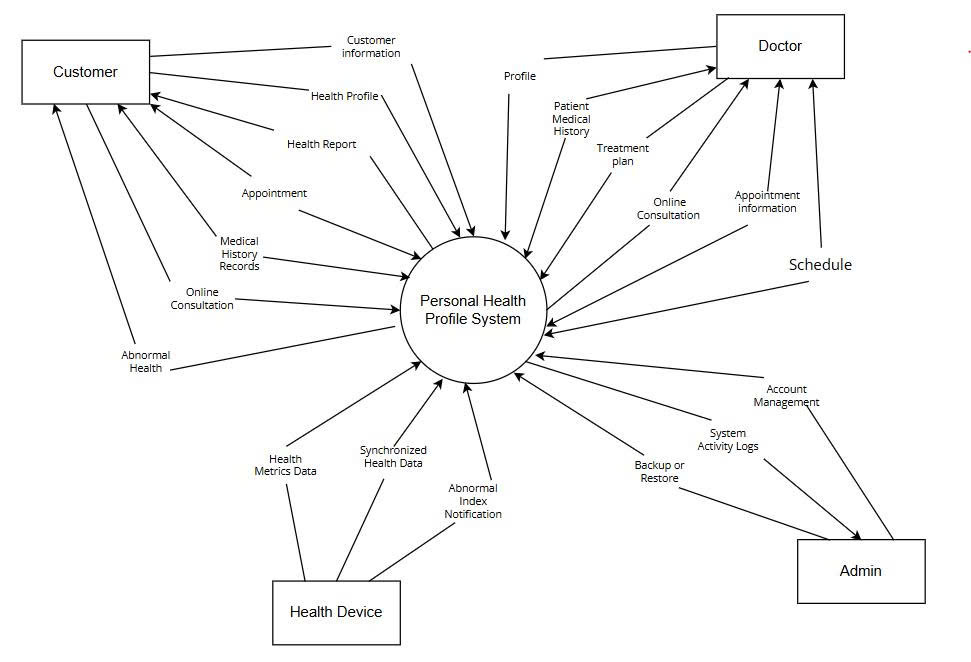 Customer
Customer
information
Doctor
Profile
Health Profile
Patient
Medical
History
Health Report
Treatment
plan
Appointment
Online
Consultation
Appointment
information
Medical
History
Records
Schedule
Online
Consultation
Personal Health
Profile System
Abnormal
Health
Account
Management
System
Activity Logs
Health
Metrics Data
Synchronized
Health Data
Backup or
Restore
Abnormal
Index
Notification
Admin
Health Device